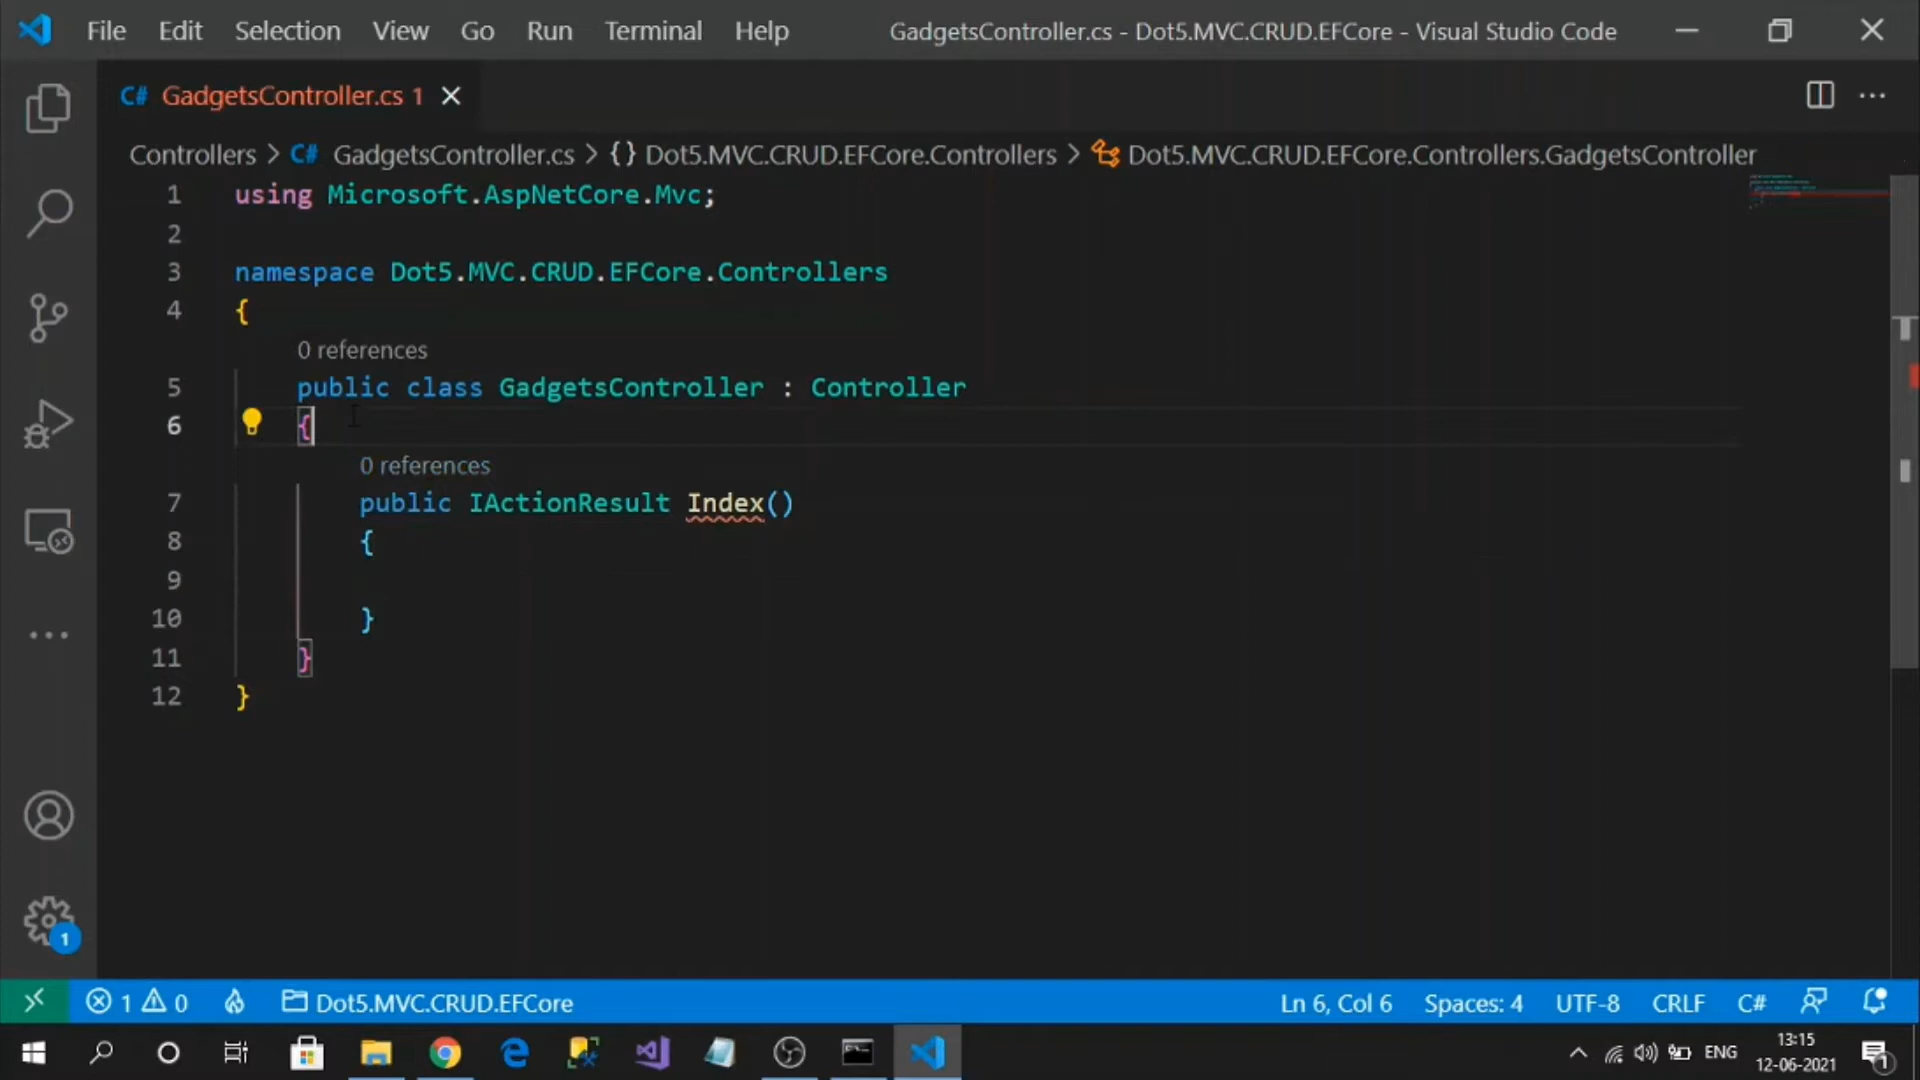 File Edit Selection View Go Run Terminal Help GadgetsController.cs - Dot5.MVC.CRUD.EFCore - Visual Studio Code
C# GadgetsController.cs 1
Controllers > C# GadgetsController.cs > {} Dot5.MVC.CRUD.EFCore.Controllers > Dot5.MVC.CRUD.EFCore.Controllers.GadgetsController
1 using Microsoft.AspNetCore.Mvc;
2
3 namespace Dot5.MVC.CRUD.EFCore.Controllers
4 {
0 references
5 public class GadgetsController : Controller
6 {
0 references
7 public IActionResult Index()
8 {
9
10 }
11 }
12 }
1
1 0 Dot5.MVC.CRUD.EFCore Ln 6, Col 6 Spaces: 4 UTF-8 CRLF C#
ENG 13:15
12-06-2021
1